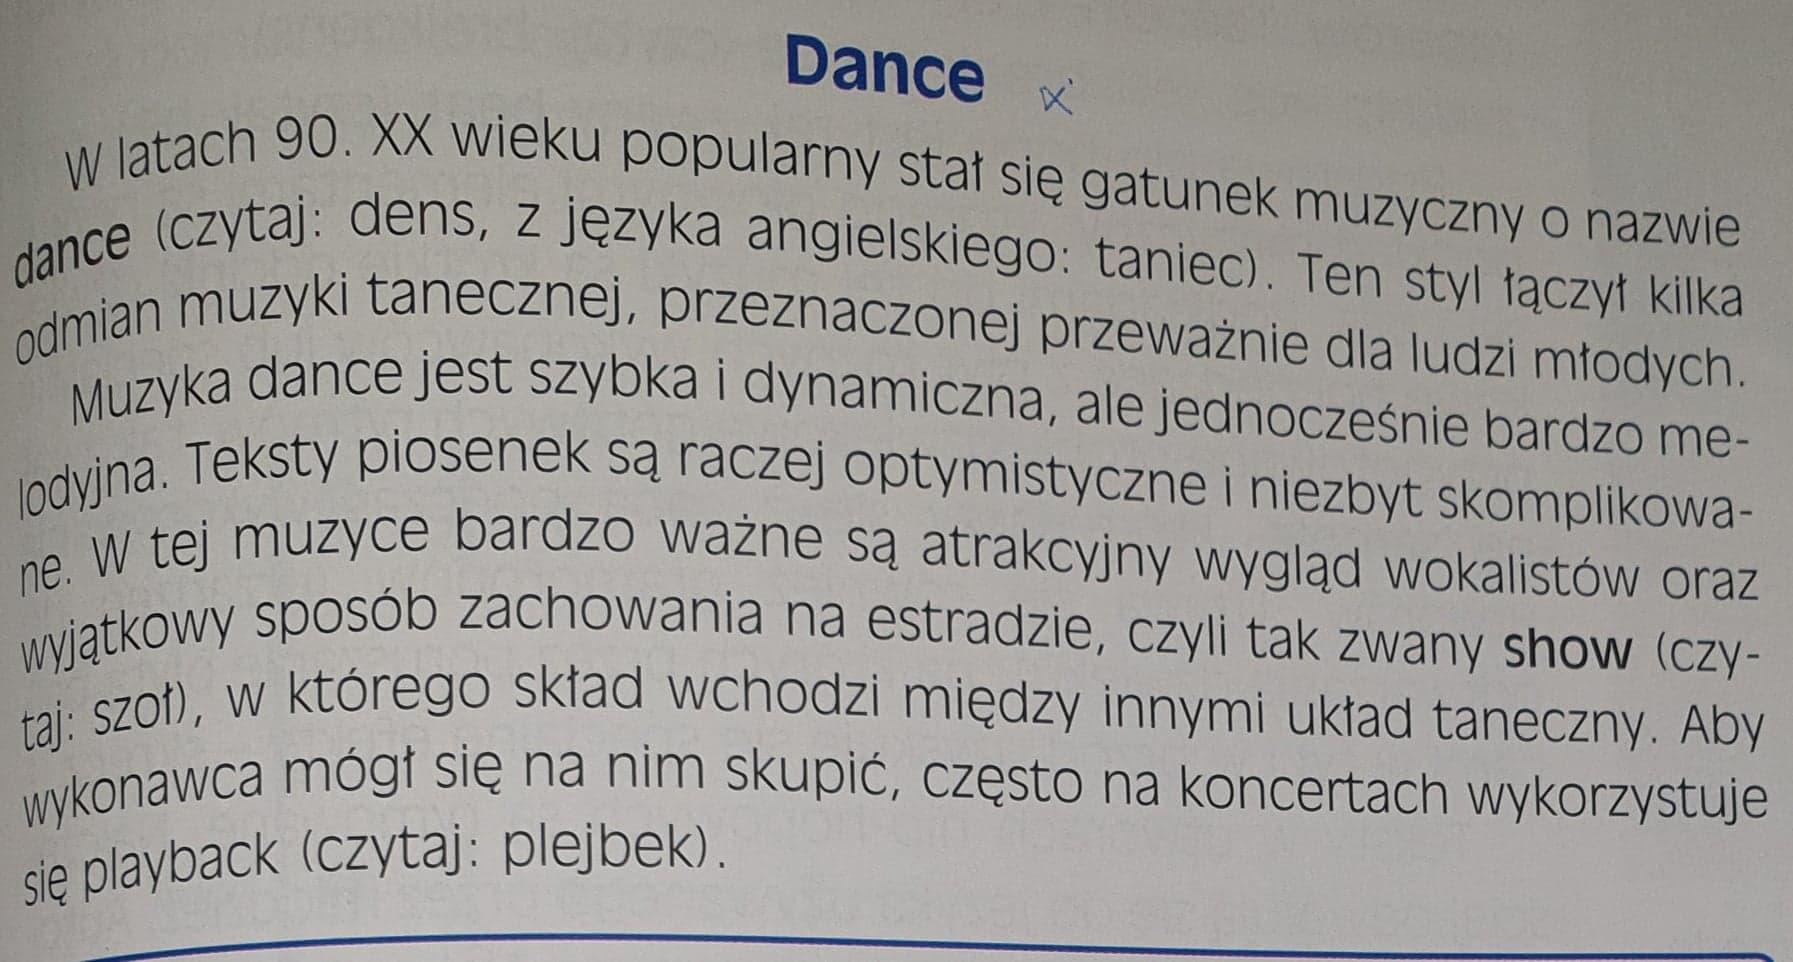 Dance
W latach 90. XX wieku popularny stał się gatunek muzyczny o nazwie
dance (czytaj: dens, z języka angielskiego: taniec). Ten styl łączył kilka
odmian muzyki tanecznej, przeznaczonej przeważnie dla ludzi młodych.
Muzyka dance jest szybka i dynamiczna, ale jednocześnie bardzo me-
lodyjna. Teksty piosenek są raczej optymistyczne i niezbyt skomplikowa-
ne. W tej muzyce bardzo ważne są atrakcyjny wygląd wokalistów oraz
wyjątkowy sposób zachowania na estradzie, czyli tak zwany show (czy-
taj: szoł), w którego skład wchodzi między innymi układ taneczny. Aby
wykonawca mógł się na nim skupić, często na koncertach wykorzystuje
się playback (czytaj: plejbek).